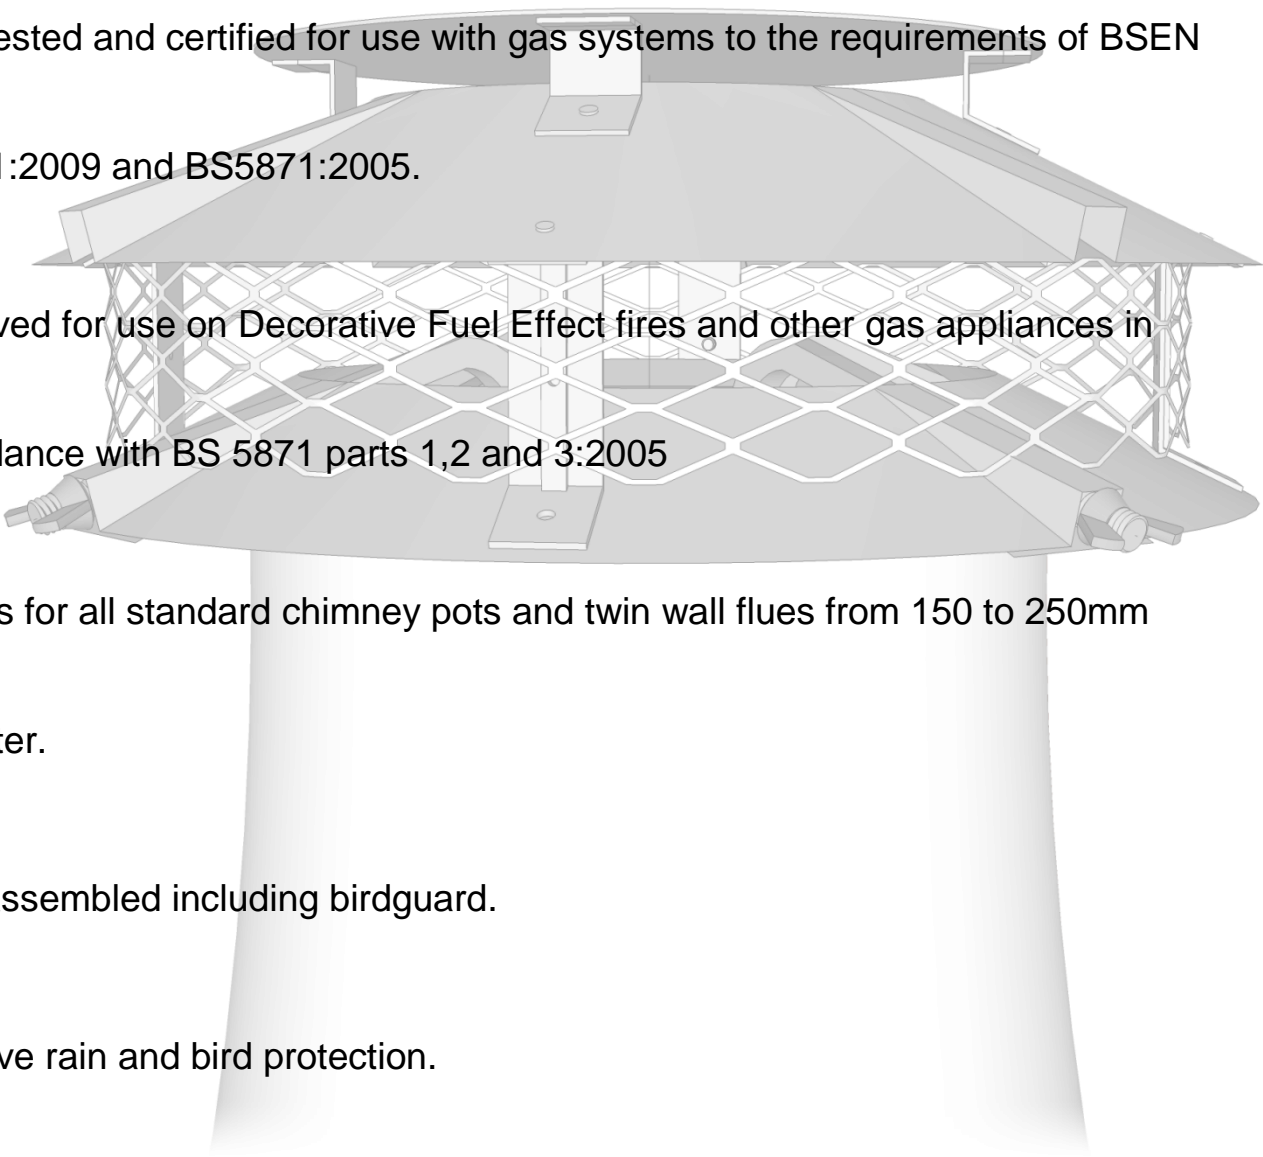 ested and certified for use with gas systems to the requirements of BSEN
1:2009 and BS5871:2005.
ved for use on Decorative Fuel Effect fires and other gas appliances in
dance with BS 5871 parts 1,2 and 3:2005
s for all standard chimney pots and twin wall flues from 150 to 250mm
ter.
assembled including birdguard.
ve rain and bird protection.